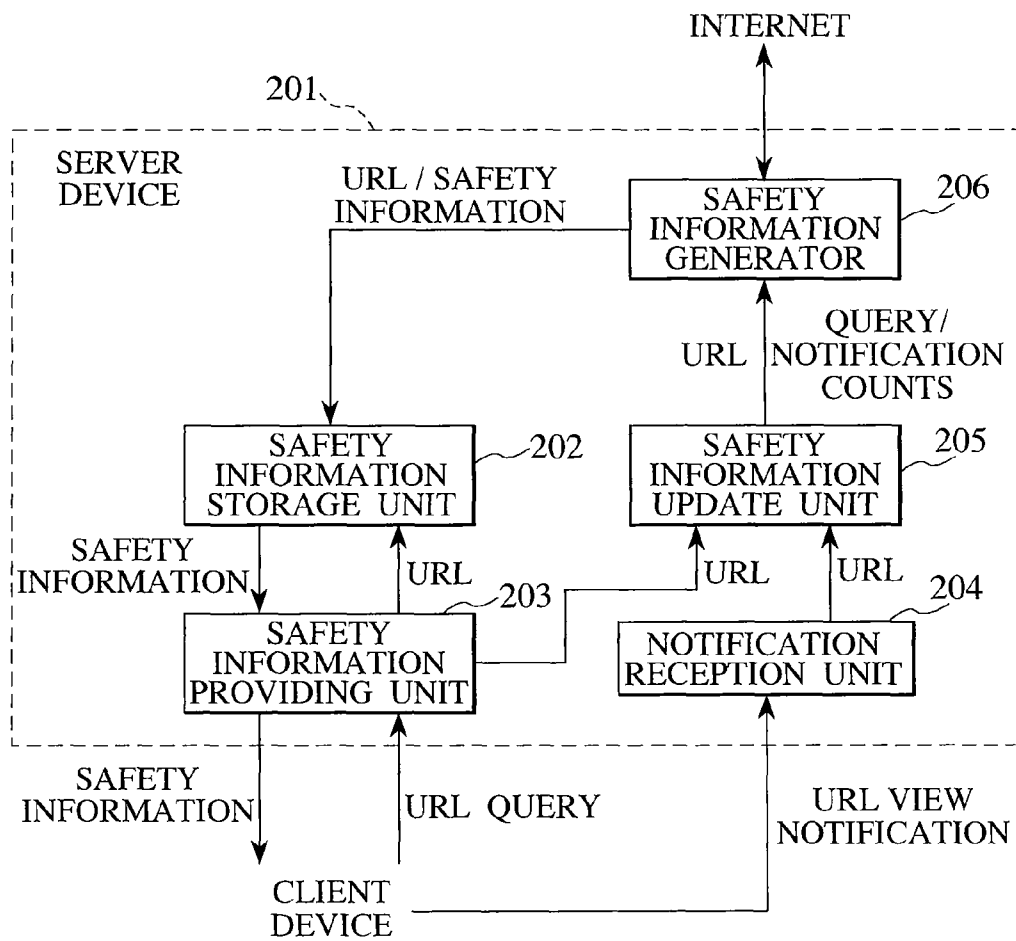 INTERNET
201
SERVER
DEVICE
URL / SAFETY
INFORMATION
SAFETY
INFORMATION
GENERATOR
206
URL
QUERY/
NOTIFICATION
COUNTS
SAFETY
INFORMATION
STORAGE UNIT
202
SAFETY
INFORMATION
UPDATE UNIT
205
SAFETY
INFORMATION
URL
URL
URL
203
204
SAFETY
INFORMATION
PROVIDING UNIT
NOTIFICATION
RECEPTION UNIT
SAFETY
INFORMATION
URL QUERY
URL VIEW
NOTIFICATION
CLIENT
DEVICE